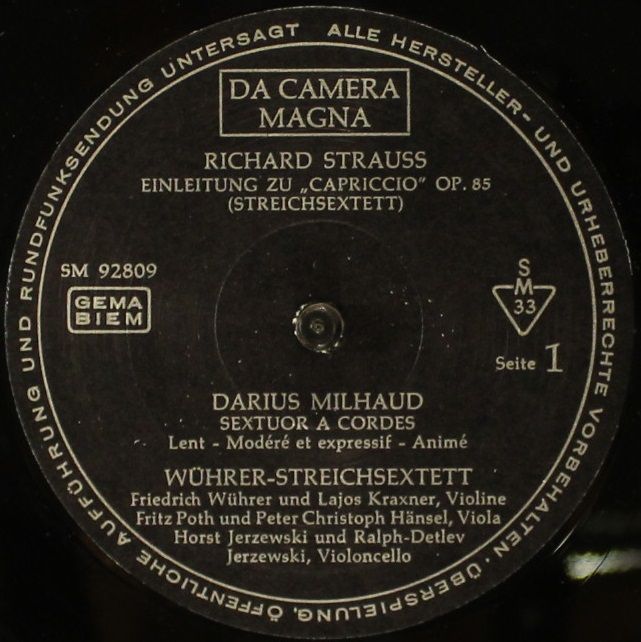 ALLE HERSTELLER- UND URHEBERRECHTE VORBEHALTEN · ÜBERSPIELUNG, ÖFFENTLICHE AUFFÜHRUNG UND RUNDFUNKSENDUNG UNTERSAGT
DA CAMERA
MAGNA
RICHARD STRAUSS
EINLEITUNG ZU „CAPRICCIO" OP. 85
(STREICHSEXTETT)
SM 92809
GEMA
BIEM
S
M
33
Seite 1
DARIUS MILHAUD
SEXTUOR A CORDES
Lent - Modéré et expressif - Animé
WÜHRER-STREICHSEXTETT
Friedrich Wührer und Lajos Kraxner, Violine
Fritz Poth und Peter Christoph Hänsel, Viola
Horst Jerzewski und Ralph-Detlev
Jerzewski, Violoncello